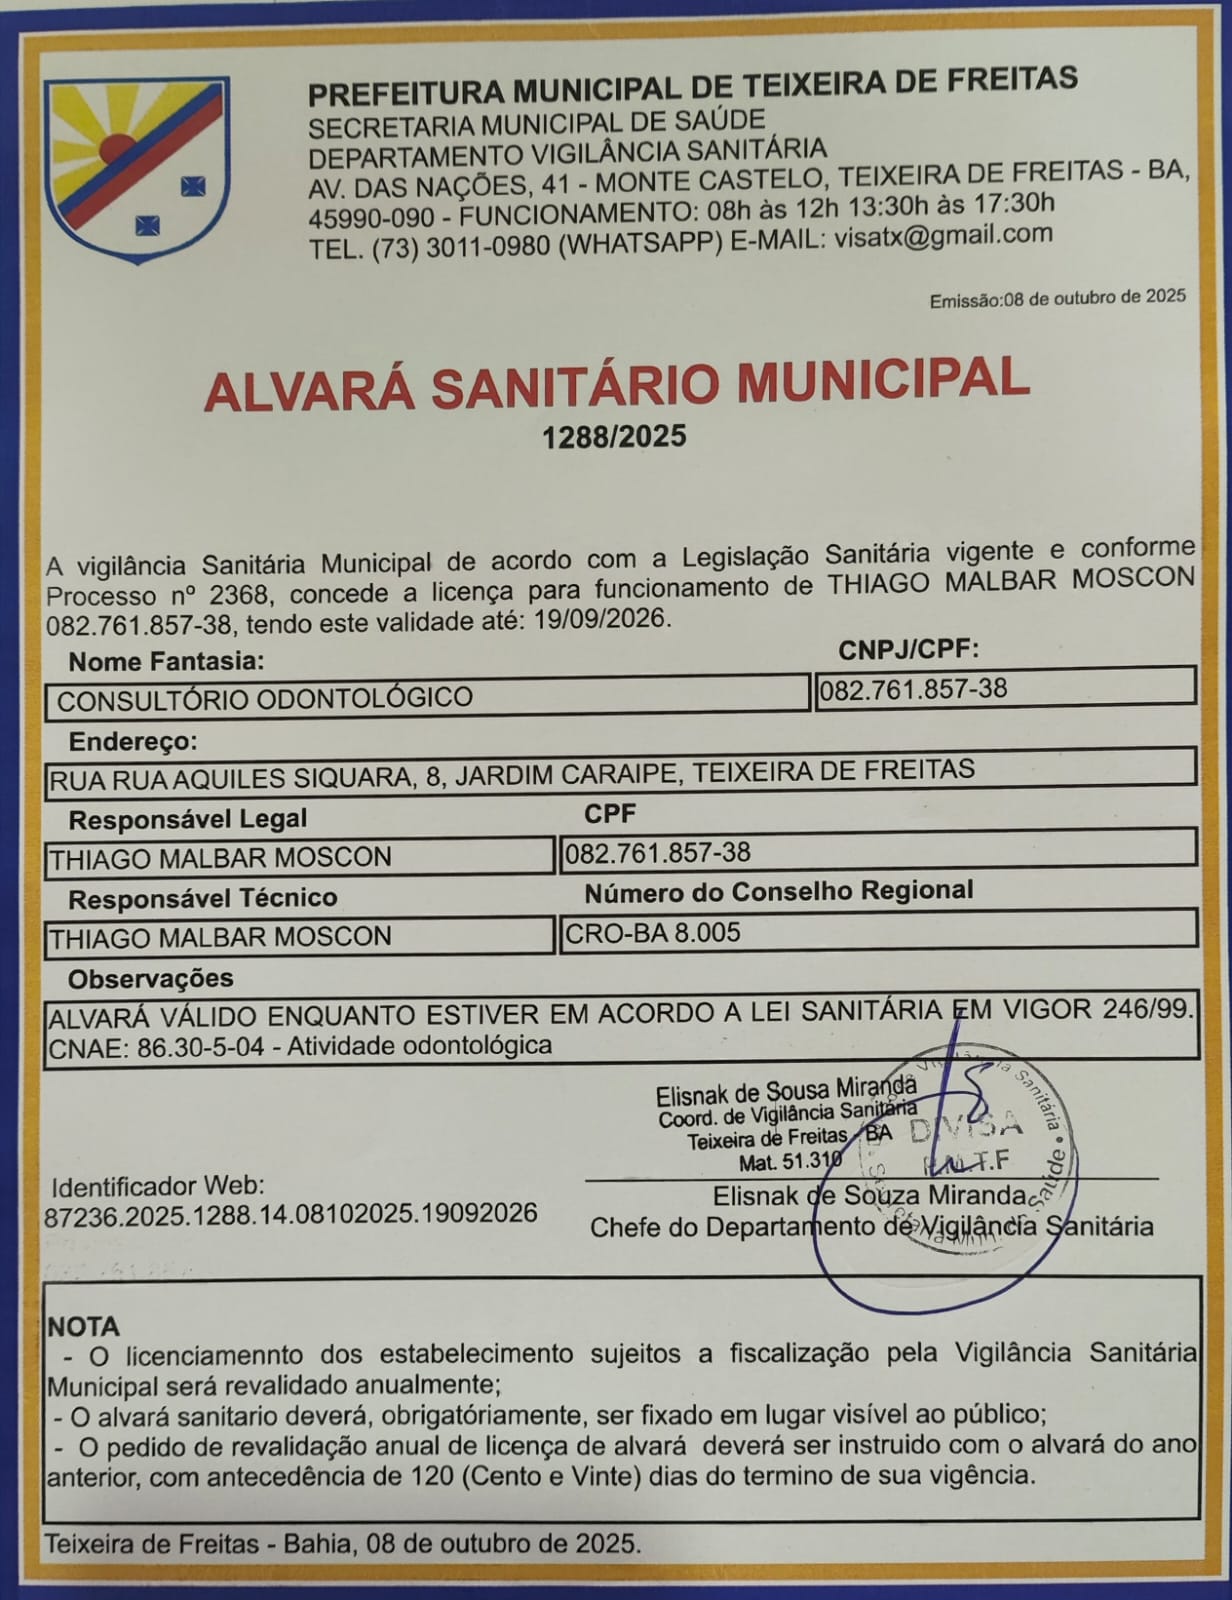 PREFEITURA MUNICIPAL DE TEIXEIRA DE FREITAS
SECRETARIA MUNICIPAL DE SAÚDE
DEPARTAMENTO VIGILÂNCIA SANITÁRIA
AV. DAS NAÇÕES, 41 - MONTE CASTELO, TEIXEIRA DE FREITAS - BA,
45990-090 - FUNCIONAMENTO: 08h às 12h 13:30h às 17:30h
TEL. (73) 3011-0980 (WHATSAPP) E-MAIL: visatx@gmail.com
Emissão:08 de outubro de 2025
ALVARÁ SANITÁRIO MUNICIPAL
1288/2025
A vigilância Sanitária Municipal de acordo com a Legislação Sanitária vigente e conforme
Processo nº 2368, concede a licença para funcionamento de THIAGO MALBAR MOSCON
082.761.857-38, tendo este validade até: 19/09/2026.
Nome Fantasia: CNPJ/CPF:
CONSULTÓRIO ODONTOLÓGICO 082.761.857-38
Endereço:
RUA RUA AQUILES SIQUARA, 8, JARDIM CARAIPE, TEIXEIRA DE FREITAS
Responsável Legal CPF
THIAGO MALBAR MOSCON 082.761.857-38
Responsável Técnico Número do Conselho Regional
THIAGO MALBAR MOSCON CRO-BA 8.005
Observações
ALVARÁ VÁLIDO ENQUANTO ESTIVER EM ACORDO A LEI SANITÁRIA EM VIGOR 246/99.
CNAE: 86.30-5-04 - Atividade odontológica
Elisnak de Sousa Miranda
Coord. de Vigilância Sanitária
Teixeira de Freitas - BA
Mat. 51.310
Vigilância Sanitária
DIVISA
P.M.T.F
Secretaria Mun. de Saúde
Identificador Web:
87236.2025.1288.14.08102025.19092026
Elisnak de Souza Miranda
Chefe do Departamento de Vigilância Sanitária
NOTA
- O licenciamennto dos estabelecimento sujeitos a fiscalização pela Vigilância Sanitária
Municipal será revalidado anualmente;
- O alvará sanitario deverá, obrigatóriamente, ser fixado em lugar visível ao público;
- O pedido de revalidação anual de licença de alvará deverá ser instruido com o alvará do ano
anterior, com antecedência de 120 (Cento e Vinte) dias do termino de sua vigência.
Teixeira de Freitas - Bahia, 08 de outubro de 2025.